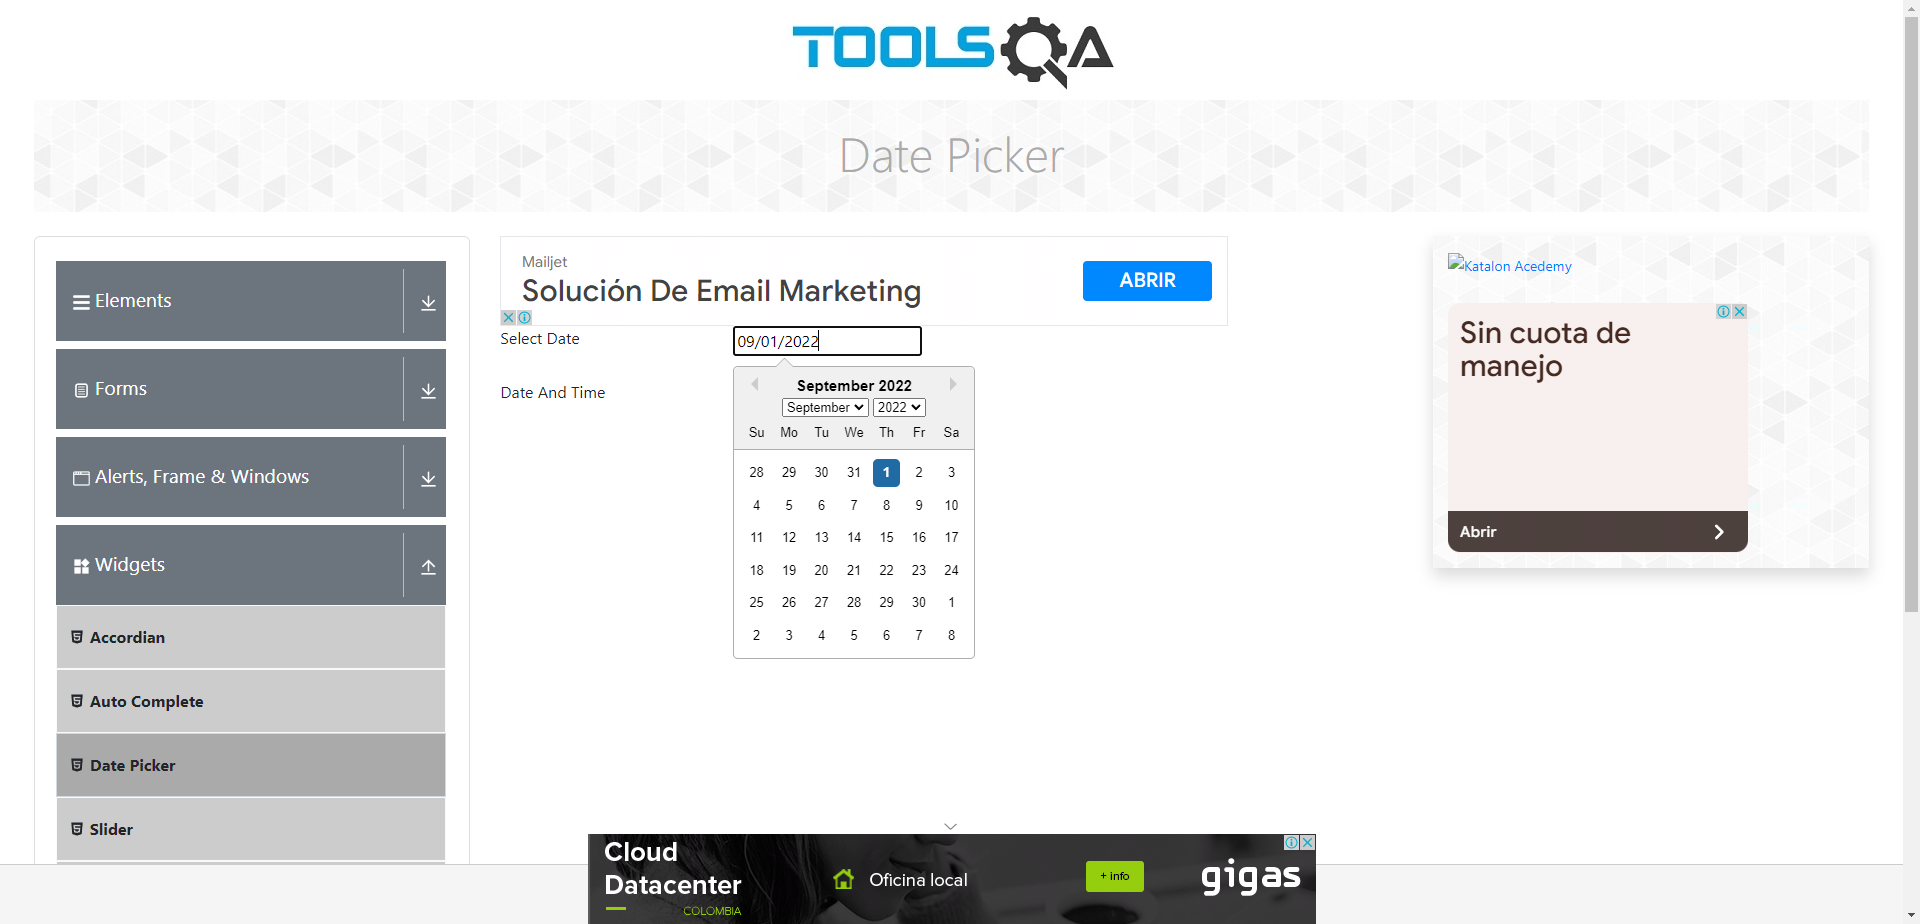 TOOLSQA
Date Picker
Elements
Forms
Alerts, Frame & Windows
Widgets
Accordian
Auto Complete
Date Picker
Slider
Mailjet
Solución De Email Marketing
ABRIR
Select Date
09/01/2022
Date And Time
September 2022
September 2022
Su Mo Tu We Th Fr Sa
28 29 30 31 1 2 3
4 5 6 7 8 9 10
11 12 13 14 15 16 17
18 19 20 21 22 23 24
25 26 27 28 29 30 1
2 3 4 5 6 7 8
Katalon Acedemy
Sin cuota de
manejo
Abrir
Cloud
Datacenter
COLOMBIA
Oficina local
+ info
gigas